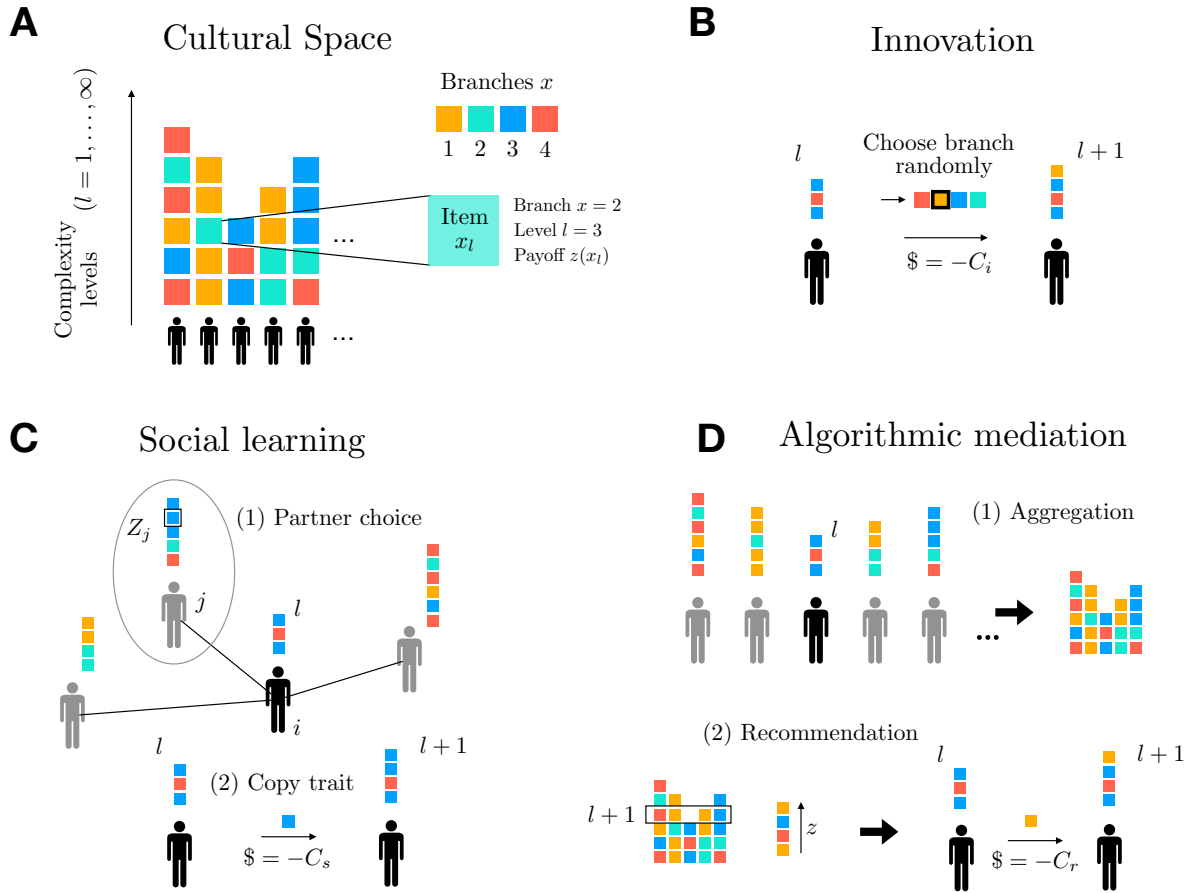 A
Cultural Space
Complexity
levels
(l = 1, . . . , ∞)
Branches x
1 2 3 4
...
Item
x_l
Branch x = 2
Level l = 3
Payoff z(x_l)
...
B
Innovation
l
Choose branch
randomly
l + 1
$ = −C_i
C
Social learning
Z_j
(1) Partner choice
j
l
i
l
(2) Copy trait
l + 1
$ = −C_s
D
Algorithmic mediation
l
(1) Aggregation
...
(2) Recommendation
l + 1
z
l
l + 1
$ = −C_r